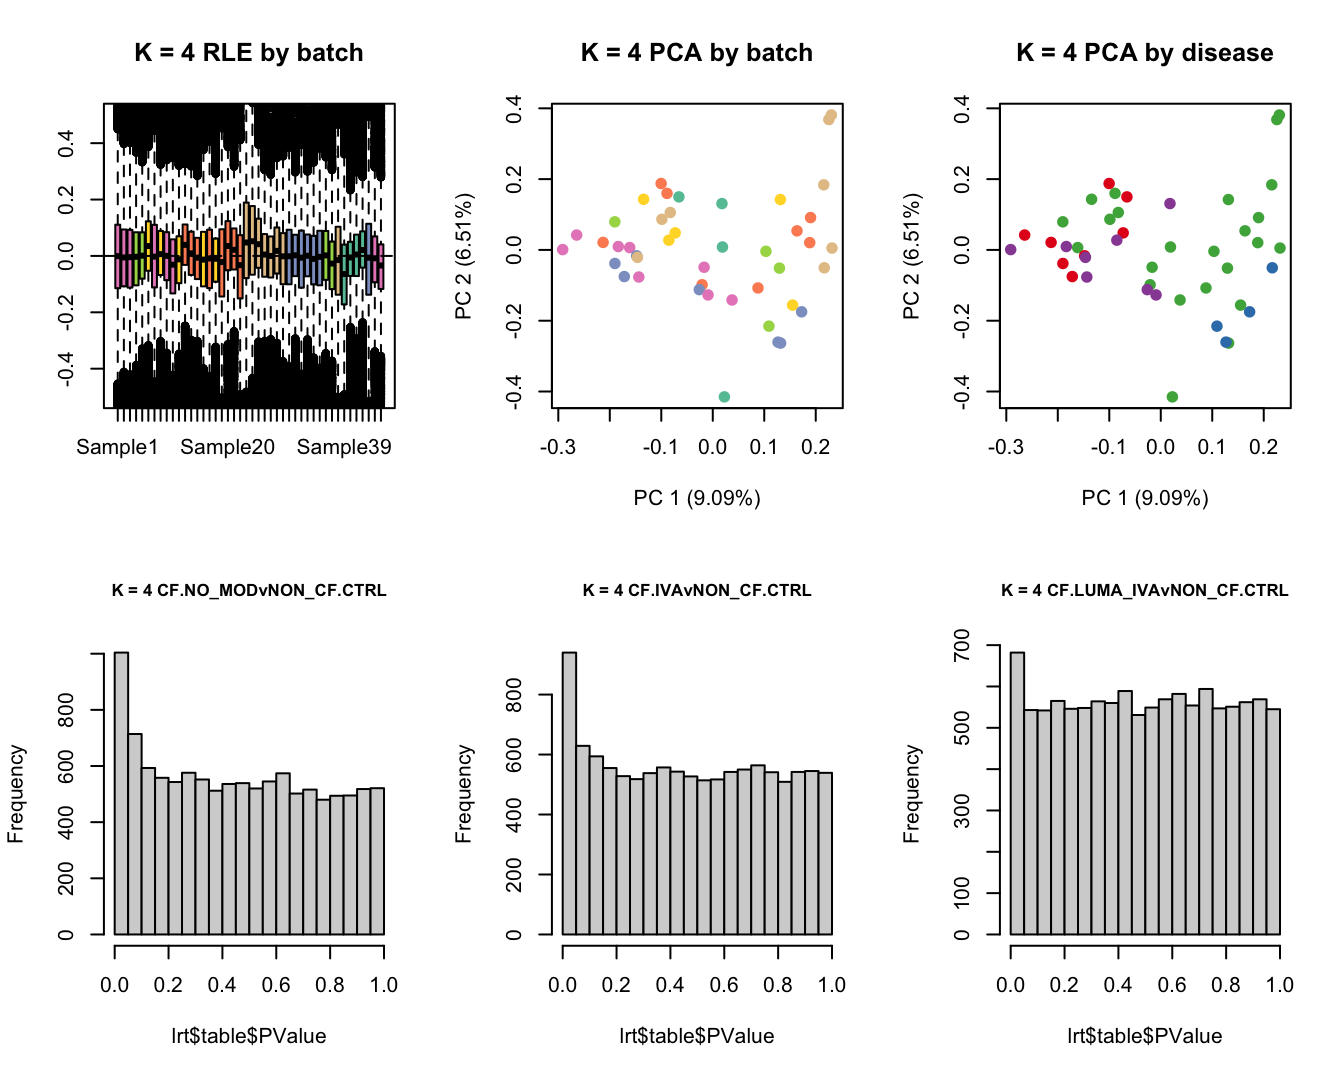 K = 4 RLE by batch
0.4
0.2
0.0
-0.2
-0.4
Sample1 Sample20 Sample39
K = 4 PCA by batch
PC 2 (6.51%)
0.4
0.2
0.0
-0.2
-0.4
-0.3 -0.1 0.0 0.1 0.2
PC 1 (9.09%)
K = 4 PCA by disease
PC 2 (6.51%)
0.4
0.2
0.0
-0.2
-0.4
-0.3 -0.1 0.0 0.1 0.2
PC 1 (9.09%)
K = 4 CF.NO_MODvNON_CF.CTRL
Frequency
800
600
400
200
0
0.0 0.2 0.4 0.6 0.8 1.0
lrt$table$PValue
K = 4 CF.IVAvNON_CF.CTRL
Frequency
800
600
400
200
0
0.0 0.2 0.4 0.6 0.8 1.0
lrt$table$PValue
K = 4 CF.LUMA_IVAvNON_CF.CTRL
Frequency
700
500
300
100
0
0.0 0.2 0.4 0.6 0.8 1.0
lrt$table$PValue